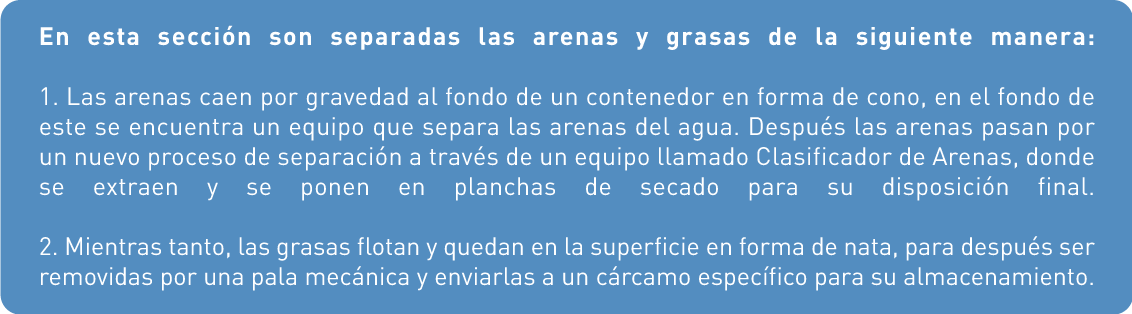 En esta sección son separadas las arenas y grasas de la siguiente manera:
1. Las arenas caen por gravedad al fondo de un contenedor en forma de cono, en el fondo de
este se encuentra un equipo que separa las arenas del agua. Después las arenas pasan por
un nuevo proceso de separación a través de un equipo llamado Clasificador de Arenas, donde
se extraen y se ponen en planchas de secado para su disposición final.
2. Mientras tanto, las grasas flotan y quedan en la superficie en forma de nata, para después ser
removidas por una pala mecánica y enviarlas a un cárcamo específico para su almacenamiento.